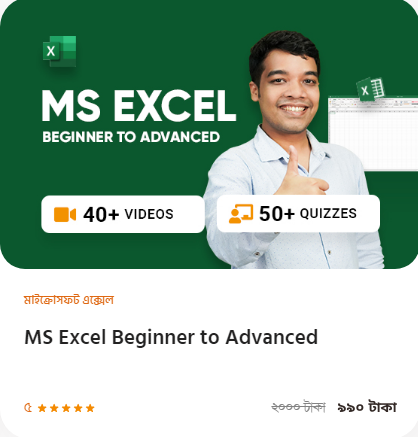 X
MS EXCEL
BEGINNER TO ADVANCED
X
40+ VIDEOS
50+ QUIZZES
মাইক্রোসফট এক্সেল
MS Excel Beginner to Advanced
৫ ★★★★★
২০০০ টাকা ৯৯০ টাকা